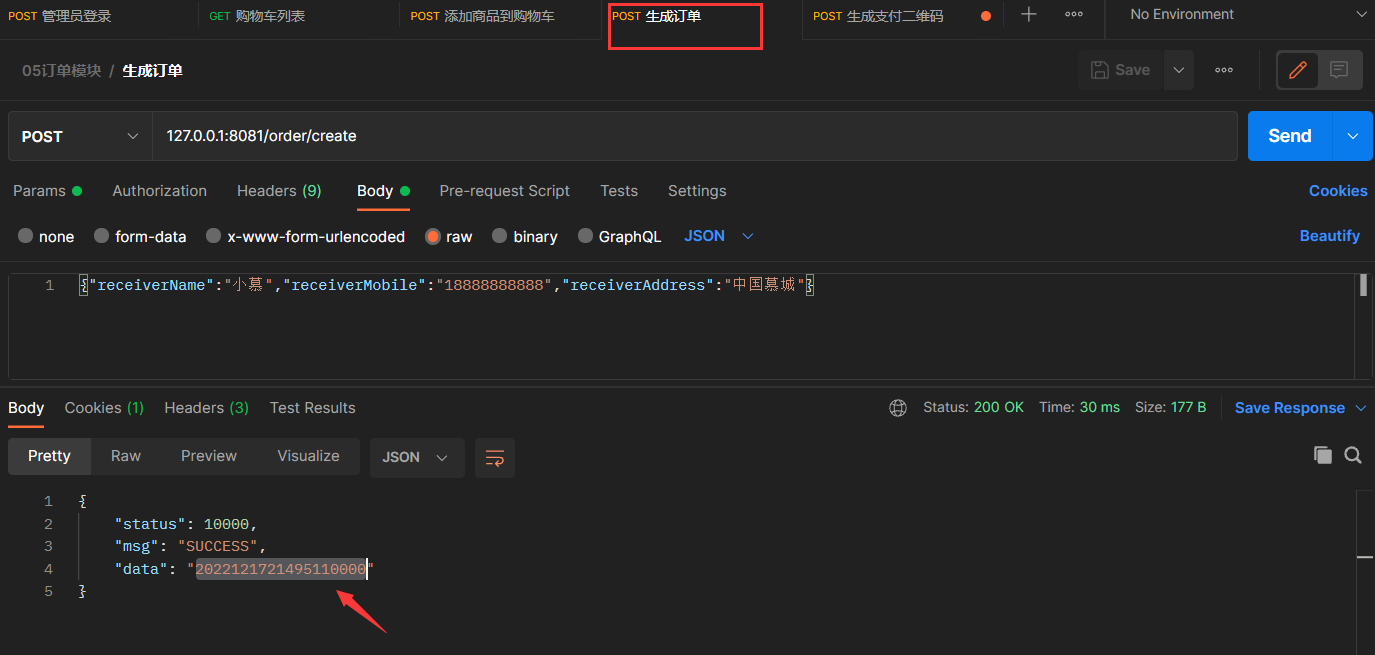 POST 管理员登录 GET 购物车列表 POST 添加商品到购物车 POST 生成订单 POST 生成支付二维码 No Environment
05订单模块 / 生成订单 Save
POST 127.0.0.1:8081/order/create Send
Params Authorization Headers (9) Body Pre-request Script Tests Settings Cookies
none form-data x-www-form-urlencoded raw binary GraphQL JSON Beautify
1 {"receiverName":"小慕","receiverMobile":"18888888888","receiverAddress":"中国慕城"}
Body Cookies (1) Headers (3) Test Results Status: 200 OK Time: 30 ms Size: 177 B Save Response
Pretty Raw Preview Visualize JSON
1 {
2 "status": 10000,
3 "msg": "SUCCESS",
4 "data": "2022121721495110000"
5 }